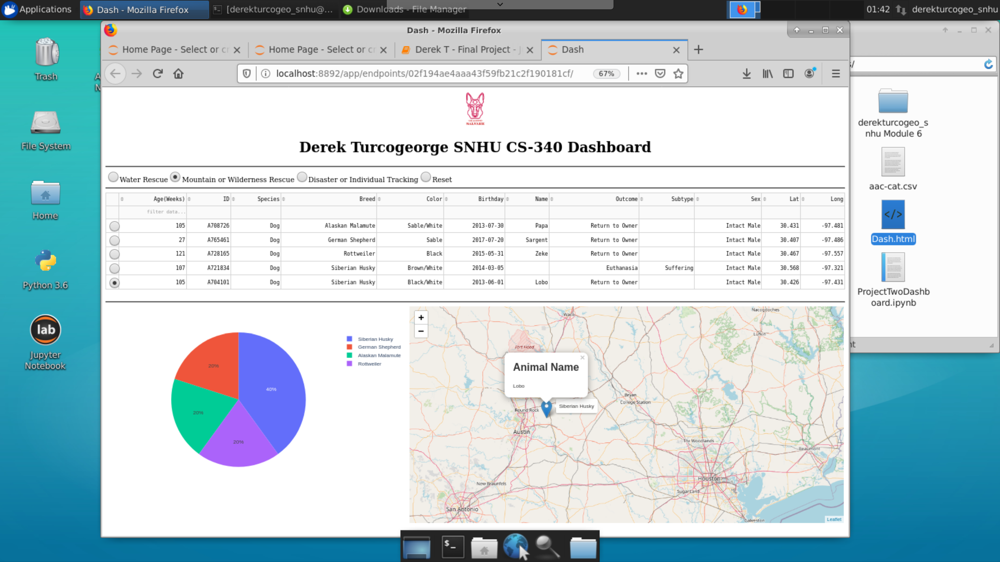 Applications
Dash - Mozilla Firefox
[derekturcogeo_snhu@...
Downloads - File Manager
01:42
derekturcogeo_snhu
Dash - Mozilla Firefox
Home Page - Select or cr
Home Page - Select or cr
Derek T - Final Project - J
Dash
localhost:8892/app/endpoints/02f194ae4aaa43f59fb21c2f190181cf/
67%
s/
Trash
File System
Home
Python 3.6
lab
Jupyter
Notebook
A
N
SALVARE
Derek Turcogeorge SNHU CS-340 Dashboard
Water Rescue Mountain or Wilderness Rescue Disaster or Individual Tracking Reset
Age(Weeks) ID Species Breed Color Birthday Name Outcome Subtype Sex Lat Long
filter data...
105 A708726 Dog Alaskan Malamute Sable/White 2013-07-30 Papa Return to Owner Intact Male 30.431 -97.481
27 A765461 Dog German Shepherd Sable 2017-07-20 Sargent Return to Owner Intact Male 30.407 -97.486
121 A728165 Dog Rottweiler Black 2015-05-31 Zeke Return to Owner Intact Male 30.467 -97.557
107 A721834 Dog Siberian Husky Brown/White 2014-03-05 Euthanasia Suffering Intact Male 30.568 -97.321
105 A704101 Dog Siberian Husky Black/White 2013-06-01 Lobo Return to Owner Intact Male 30.426 -97.431
Siberian Husky
German Shepherd
Alaskan Malamute
Rottweiler
20%
40%
20%
20%
+
−
Waco
Nacogdoches
Lufkin
Fort Hood
Animal Name
Lobo
Siberian Husky
Bryan
College Station
Round Rock
Austin
The Woodlands
Beaumont
Houston
New Braunfels
Sugar Land
San Antonio
Galveston
Leaflet
derekturcogeo_s
nhu Module 6
aac-cat.csv
</>
Dash.html
ProjectTwoDashb
oard.ipynb
nt
$_